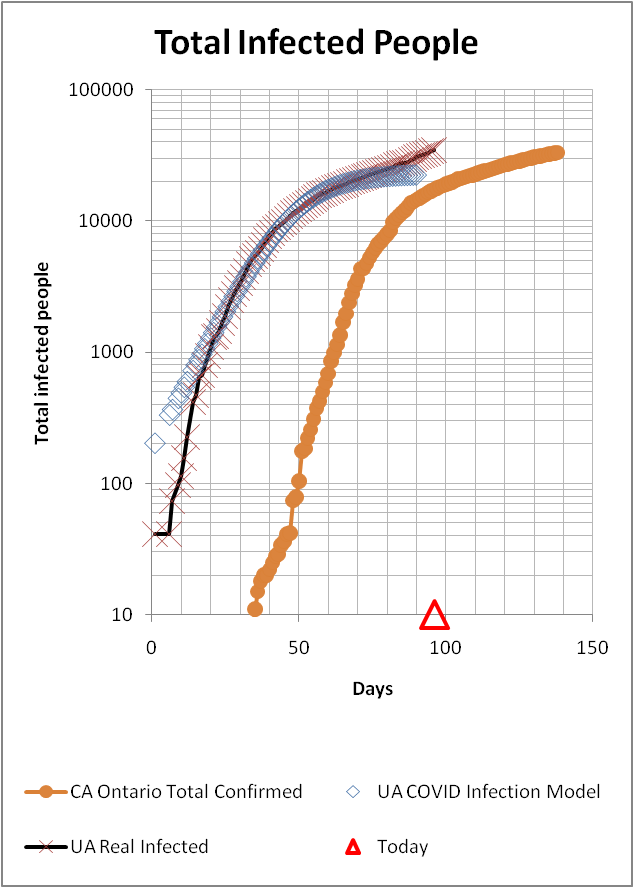 Total Infected People
100000
10000
1000
100
10
Total infected people
0 50 100 150
Days
CA Ontario Total Confirmed
UA COVID Infection Model
UA Real Infected
Today